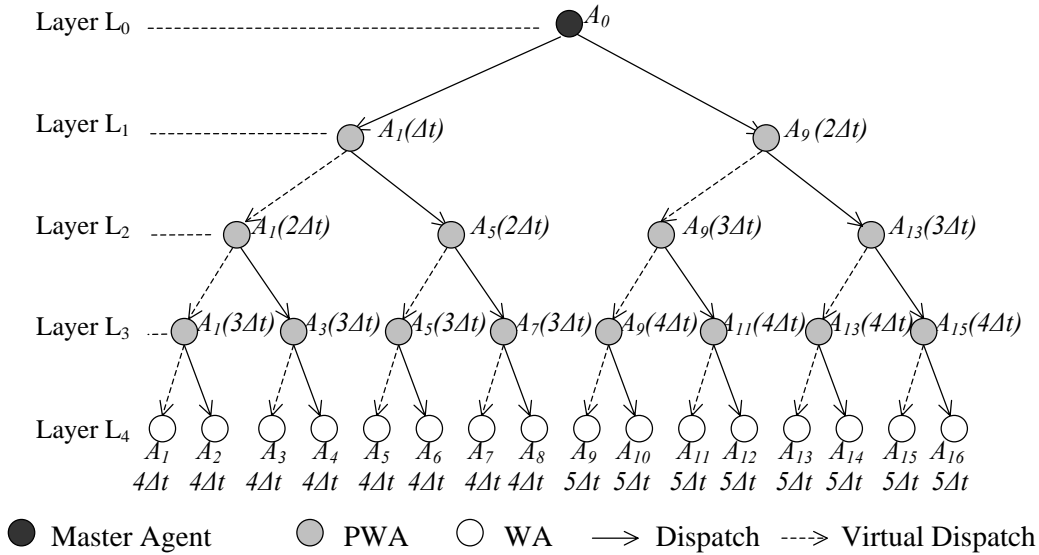 Layer L₀ A₀
Layer L₁ A₁(Δt) A₉ (2Δt)
Layer L₂ A₁(2Δt) A₅(2Δt) A₉(3Δt) A₁₃(3Δt)
Layer L₃ A₁(3Δt) A₃(3Δt) A₅(3Δt) A₇(3Δt) A₉(4Δt) A₁₁(4Δt) A₁₃(4Δt) A₁₅(4Δt)
Layer L₄
A₁ A₂ A₃ A₄ A₅ A₆ A₇ A₈ A₉ A₁₀ A₁₁ A₁₂ A₁₃ A₁₄ A₁₅ A₁₆
4Δt 4Δt 4Δt 4Δt 4Δt 4Δt 4Δt 4Δt 5Δt 5Δt 5Δt 5Δt 5Δt 5Δt 5Δt 5Δt
Master Agent PWA WA Dispatch Virtual Dispatch